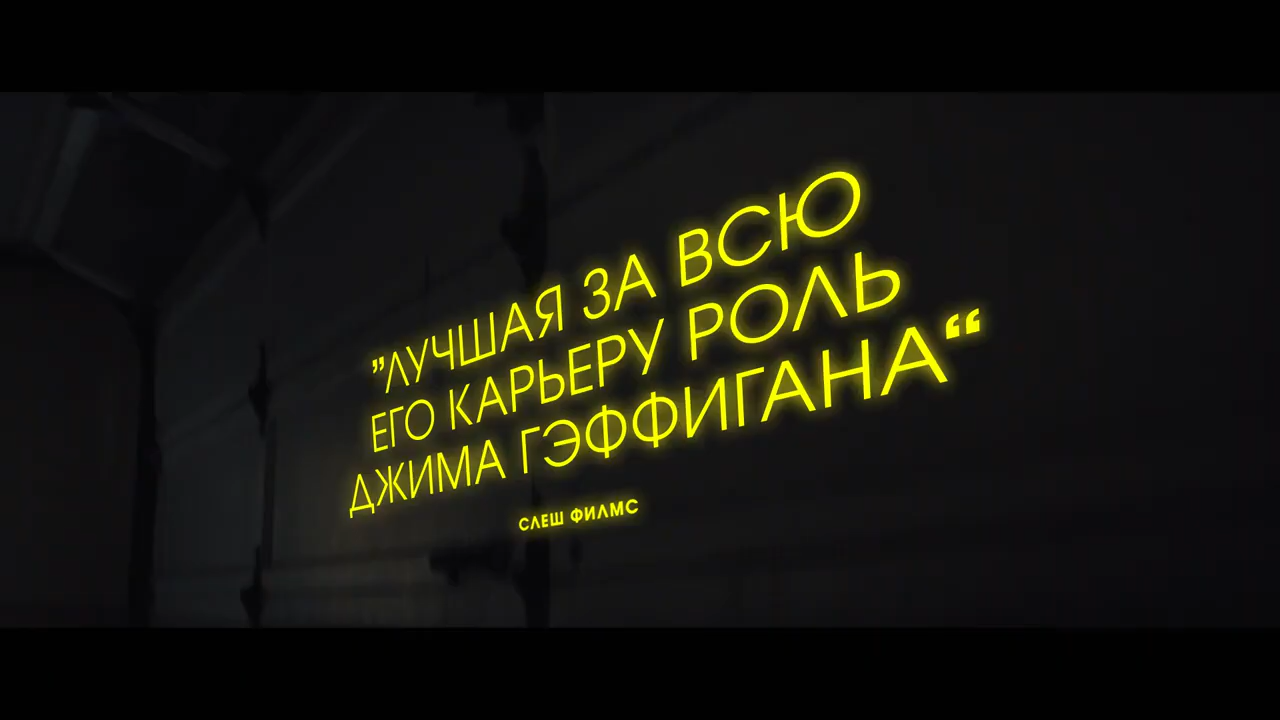 "ЛУЧШАЯ ЗА ВСЮ
ЕГО КАРЬЕРУ РОЛЬ
ДЖИМА ГЭФФИГАНА“
СЛЕШ ФИЛМС